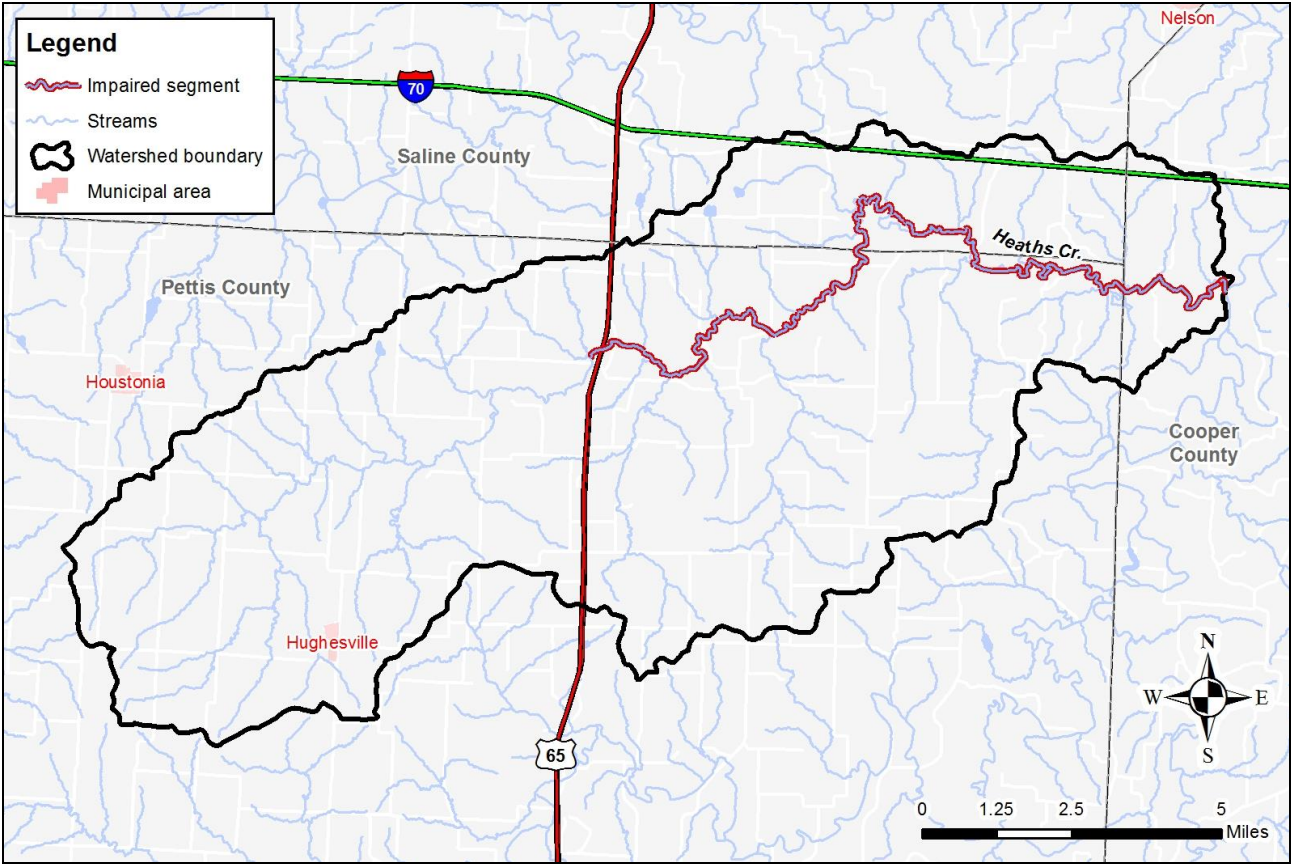 Legend
Impaired segment
Streams
Watershed boundary
Municipal area
Nelson
70
Saline County
Heaths Cr.
Pettis County
Houstonia
Cooper
County
Hughesville
65
N
W E
S
0 1.25 2.5 5
Miles